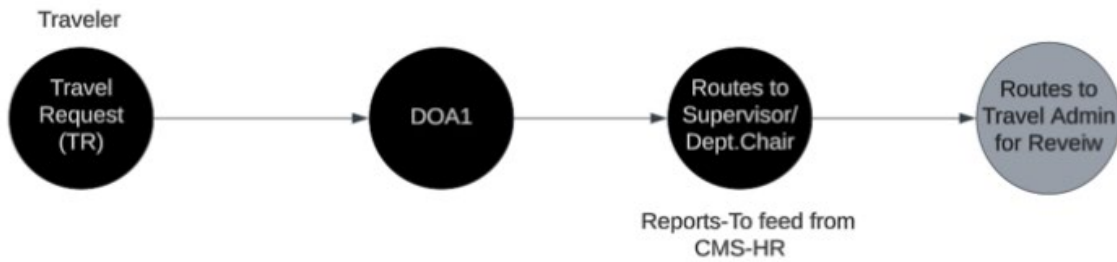 Traveler
Travel
Request
(TR)
DOA1
Routes to
Supervisor/
Dept.Chair
Reports-To feed from
CMS-HR
Routes to
Travel Admin
for Reveiw